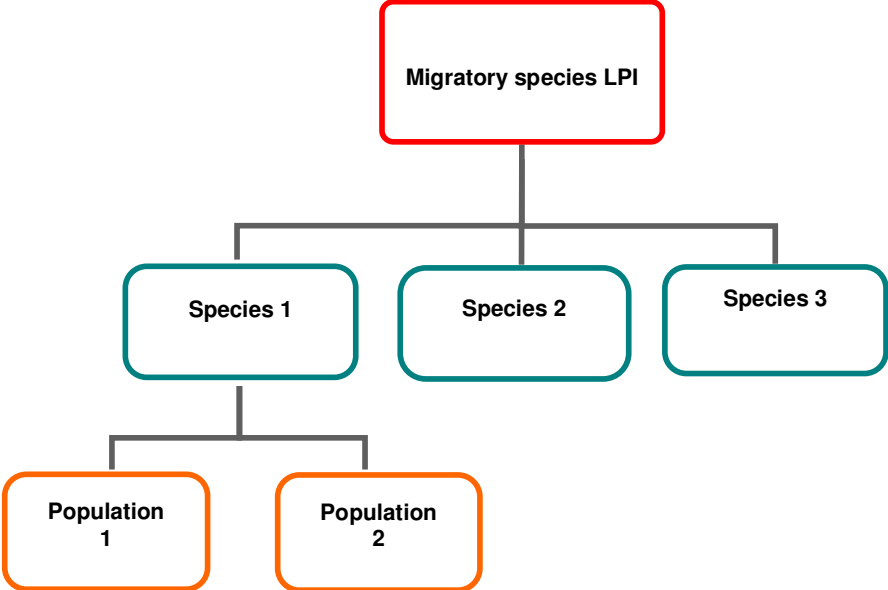 Migratory species LPI
Species 1
Species 2
Species 3
Population
1
Population
2